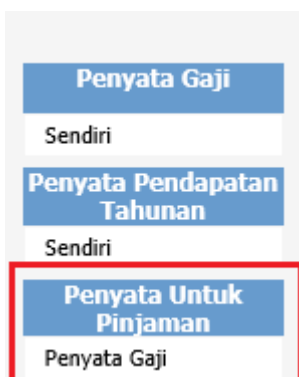 Penyata Gaji
Sendiri
Penyata Pendapatan
Tahunan
Sendiri
Penyata Untuk
Pinjaman
Penyata Gaji